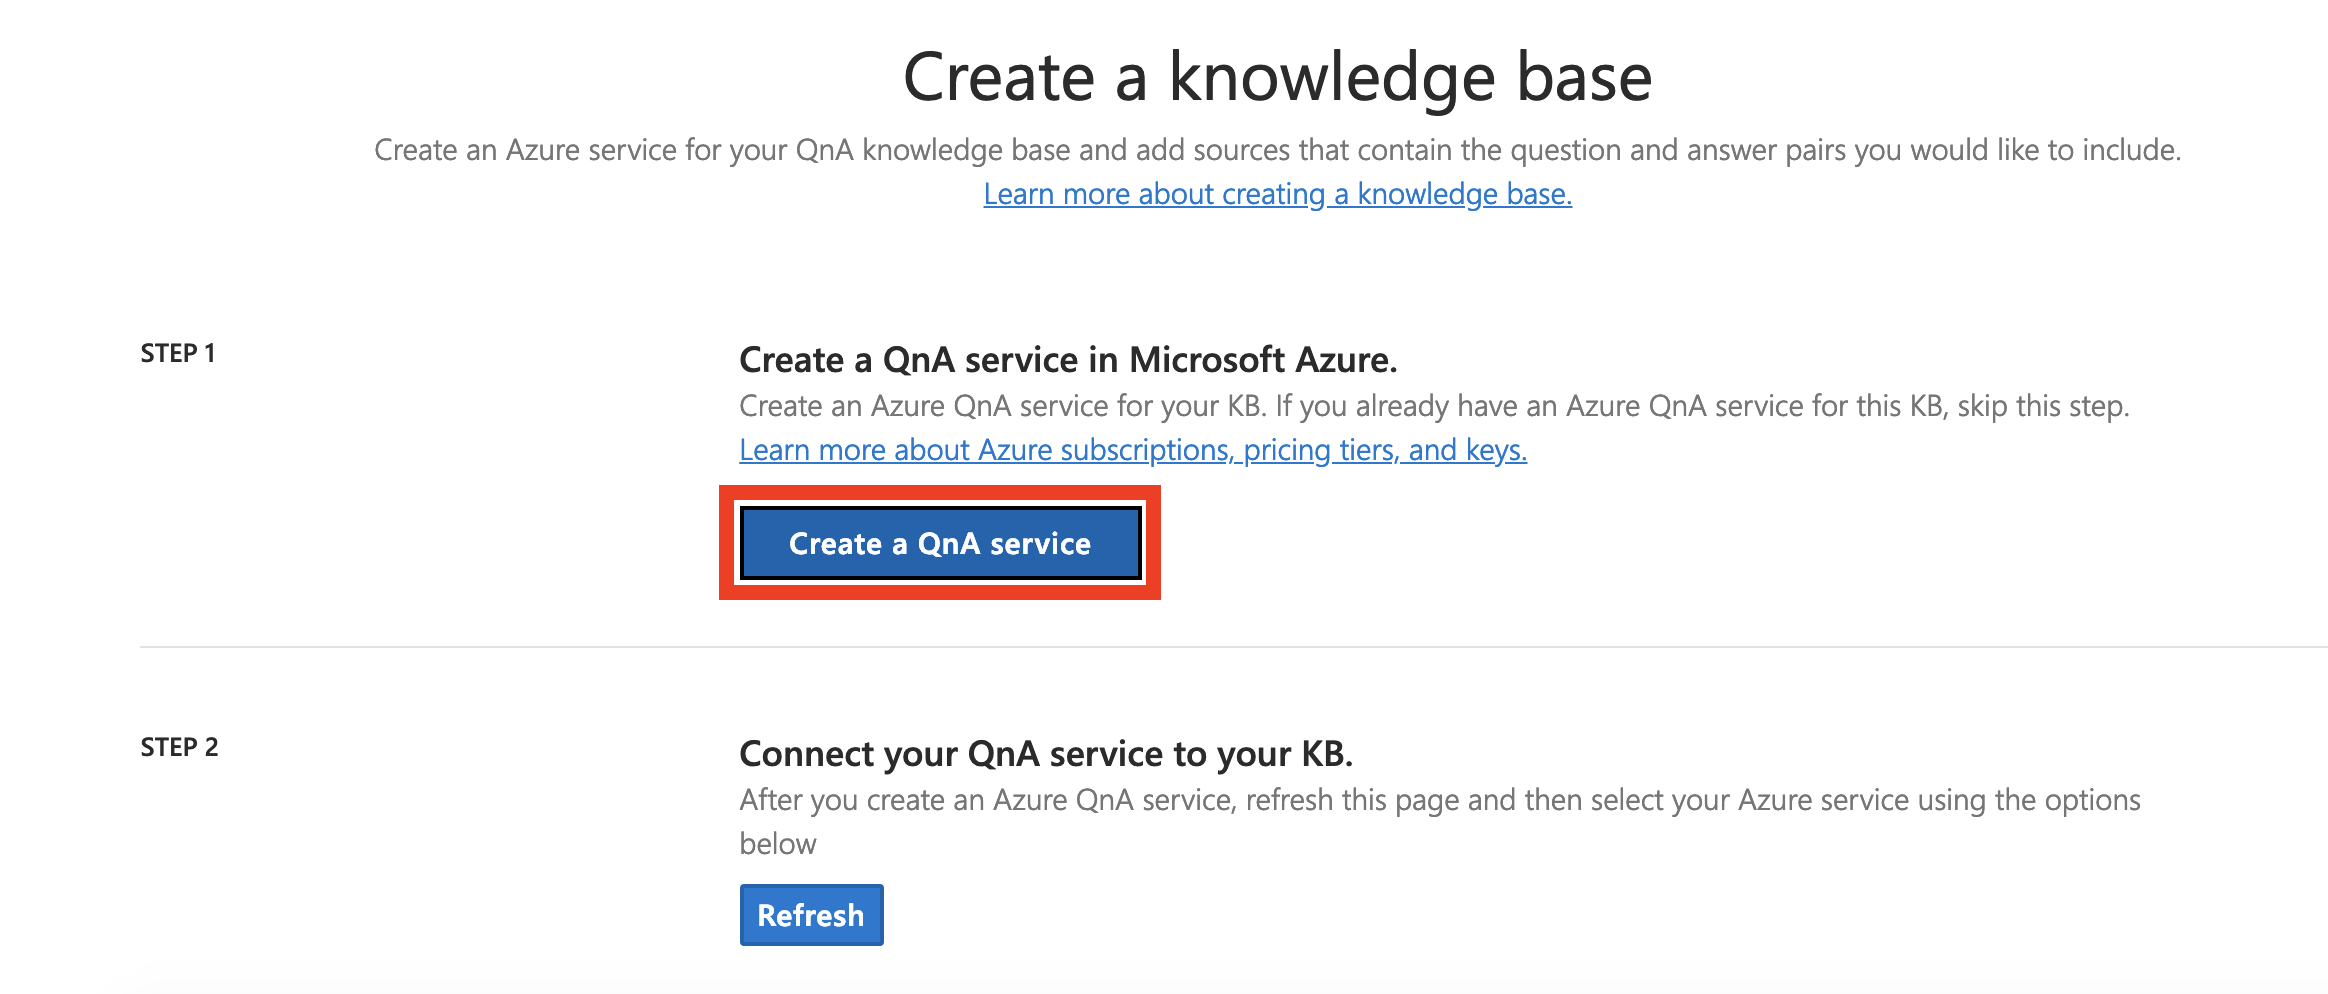 Create a knowledge base
Create an Azure service for your QnA knowledge base and add sources that contain the question and answer pairs you would like to include.
Learn more about creating a knowledge base.
STEP 1
Create a QnA service in Microsoft Azure.
Create an Azure QnA service for your KB. If you already have an Azure QnA service for this KB, skip this step.
Learn more about Azure subscriptions, pricing tiers, and keys.
Create a QnA service
STEP 2
Connect your QnA service to your KB.
After you create an Azure QnA service, refresh this page and then select your Azure service using the options
below
Refresh